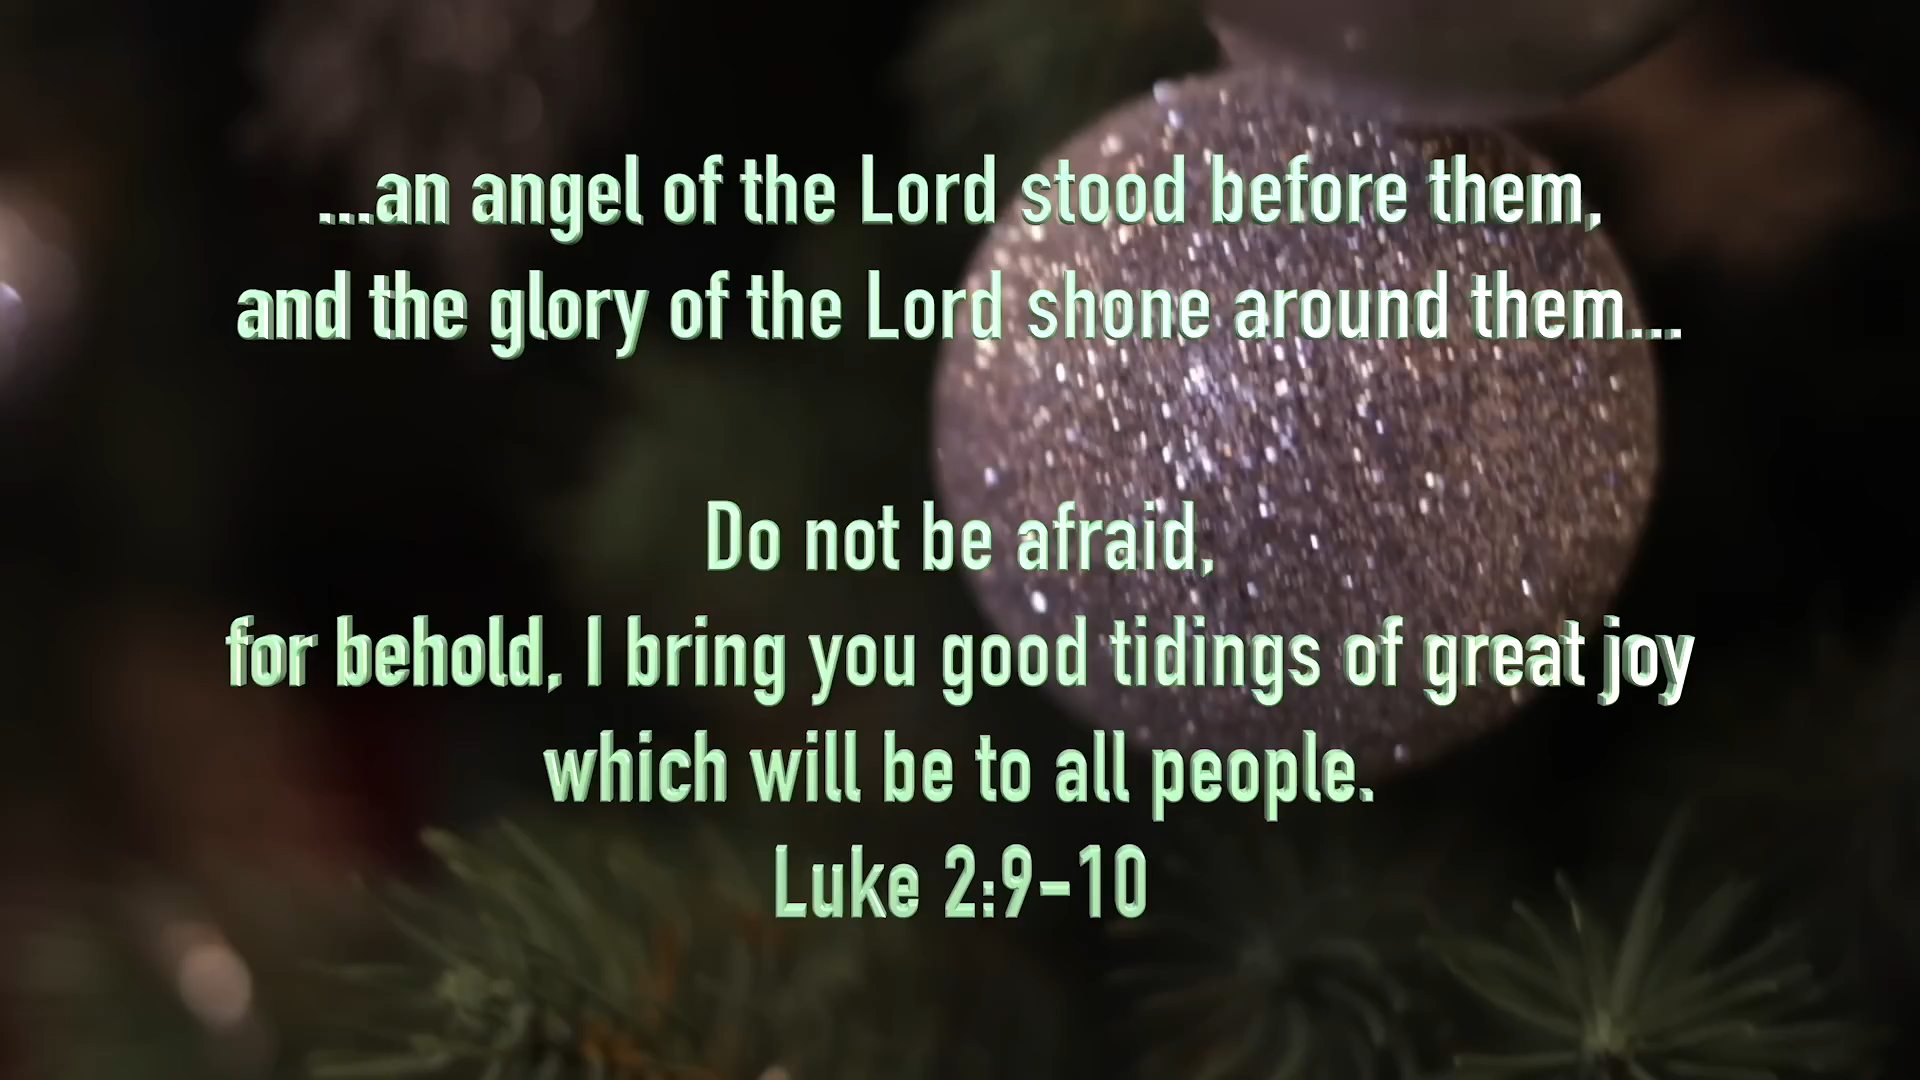 ...an angel of the Lord stood before them,
and the glory of the Lord shone around them...
Do not be afraid,
for behold, I bring you good tidings of great joy
which will be to all people.
Luke 2:9-10